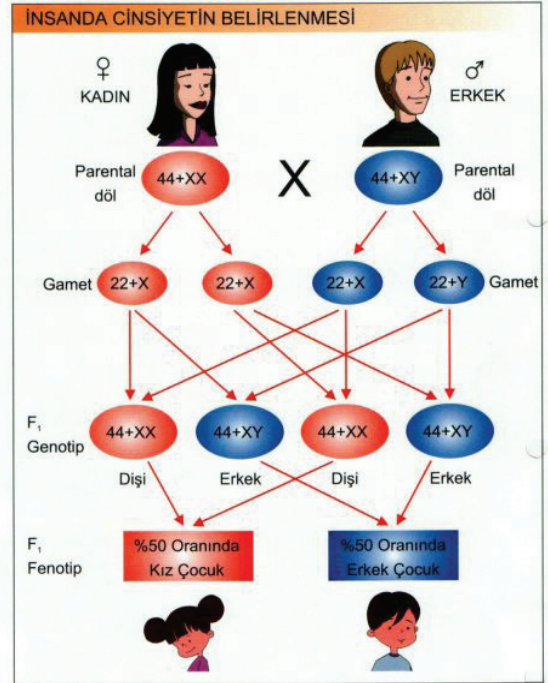 İNSANDA CİNSİYETİN BELİRLENMESİ
♀
KADIN
♂
ERKEK
Parental
döl
44+XX
X
44+XY
Parental
döl
Gamet
22+X
22+X
22+X
22+Y
Gamet
F₁
Genotip
44+XX
44+XY
44+XX
44+XY
Dişi
Erkek
Dişi
Erkek
F₁
Fenotip
%50 Oranında
Kız Çocuk
%50 Oranında
Erkek Çocuk